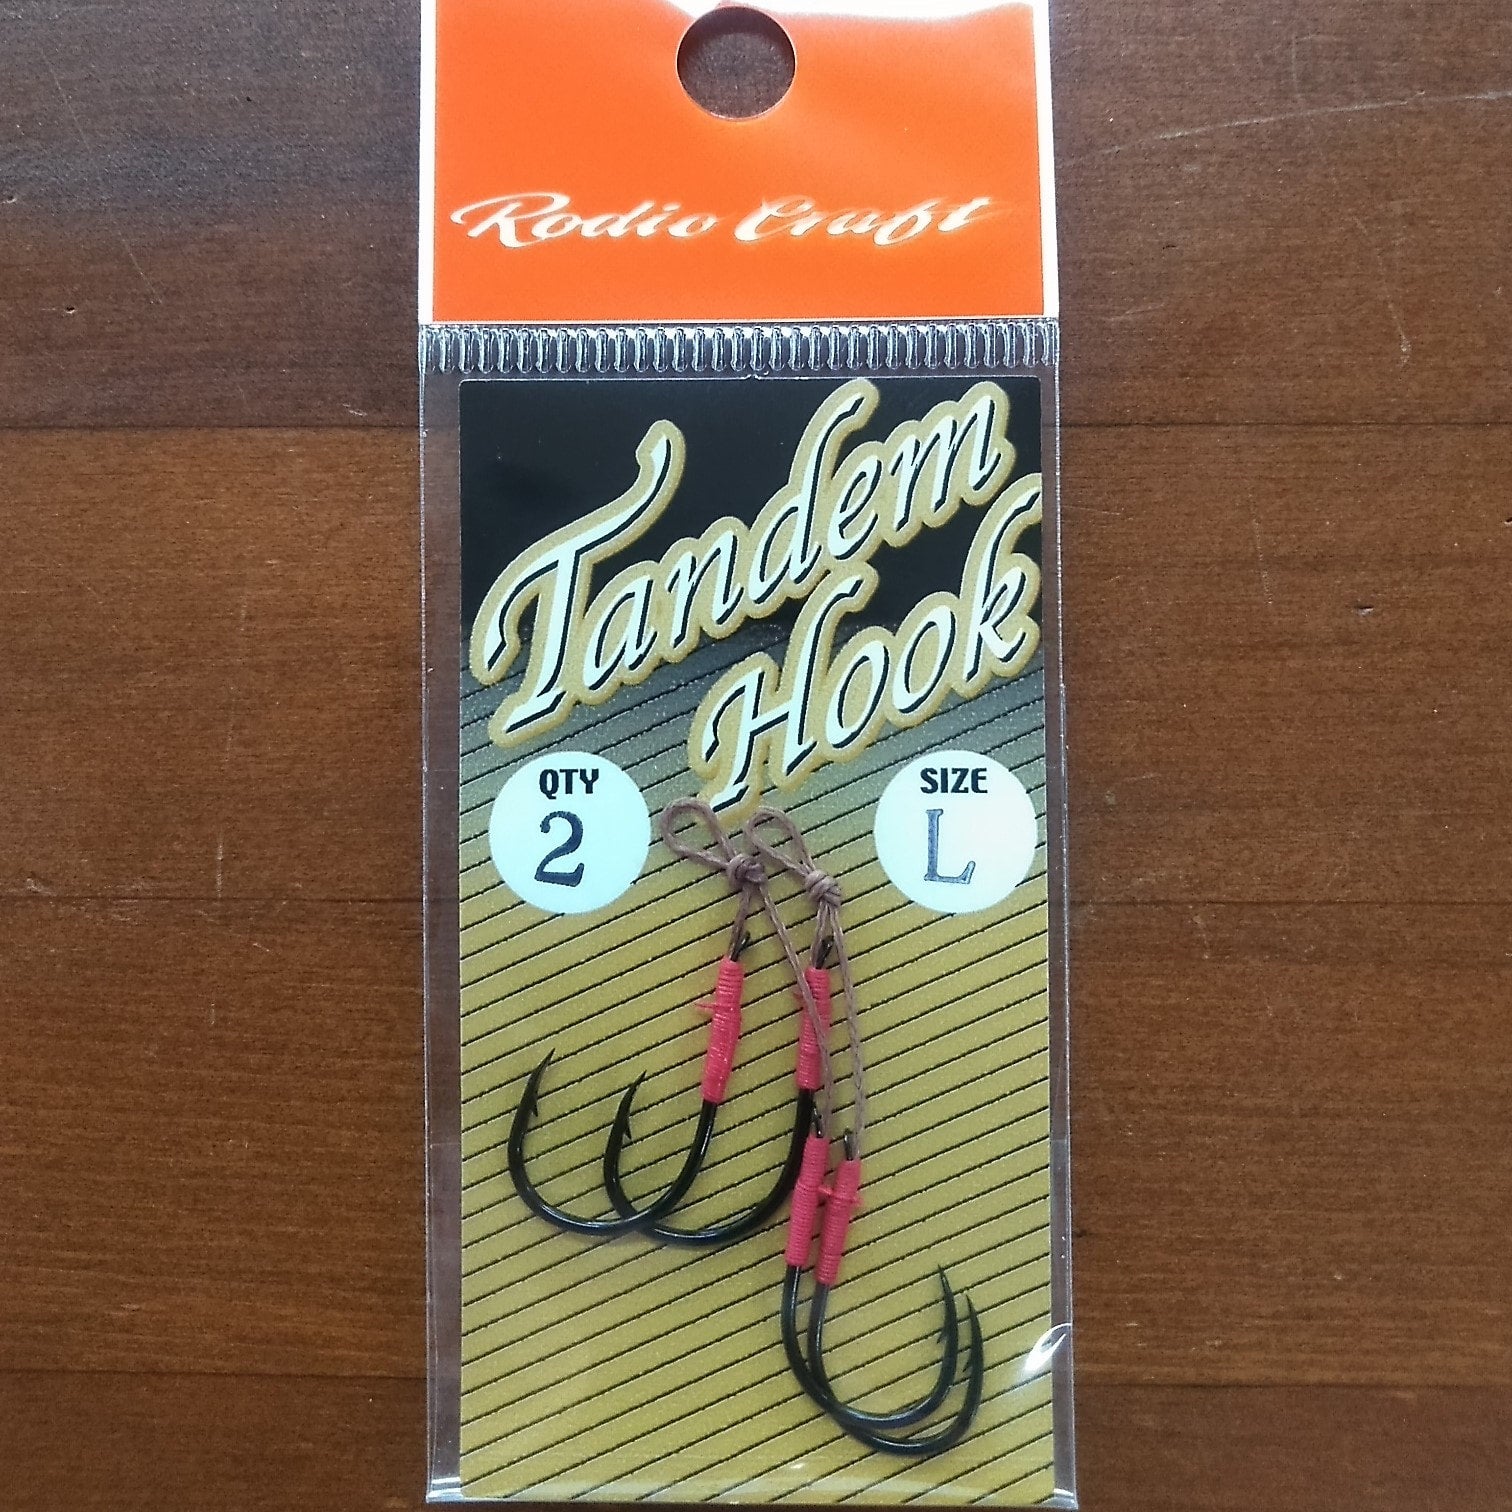 Rodio Craft
Tandem
Hook
QTY
2
SIZE
L